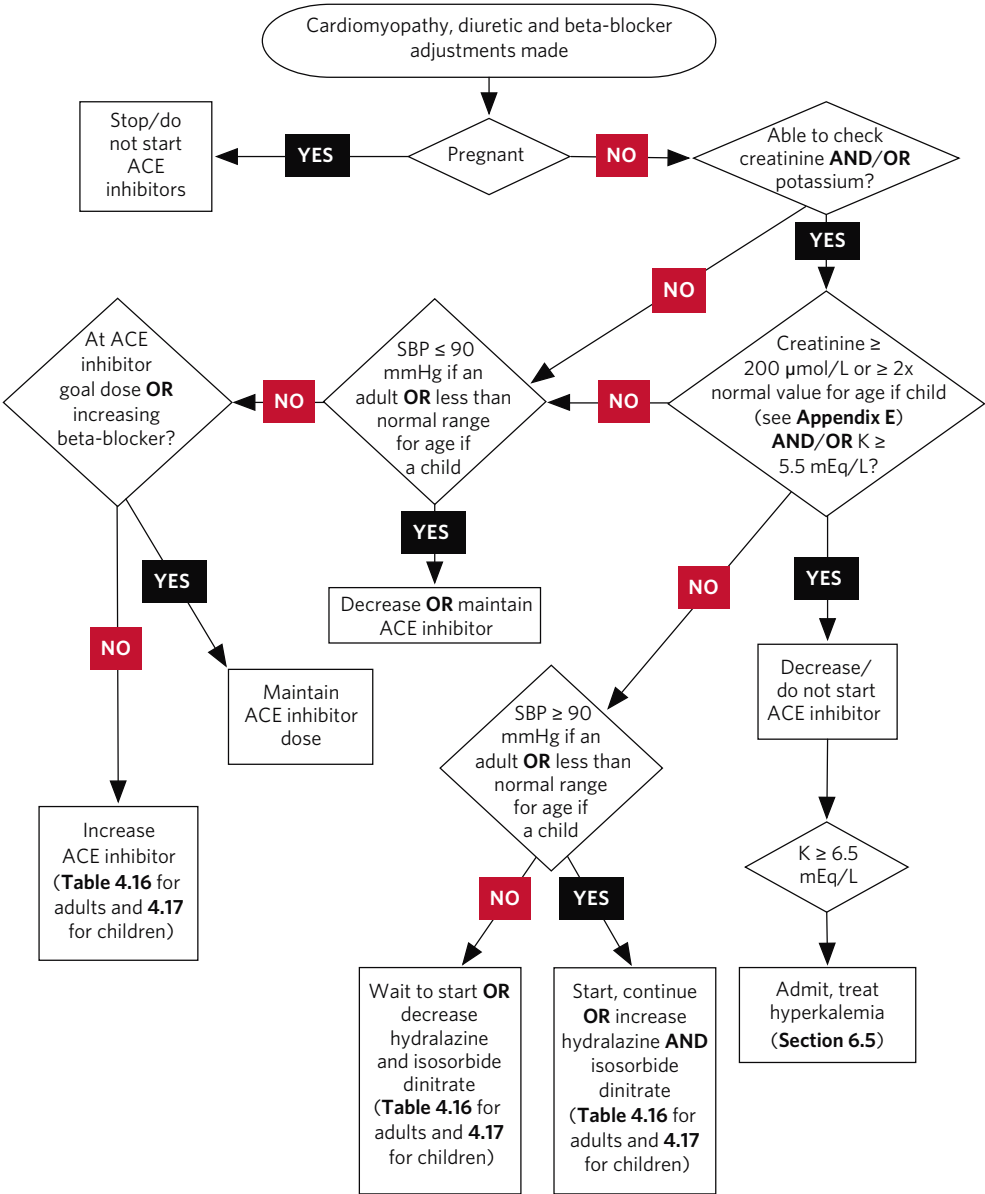 Cardiomyopathy, diuretic and beta-blocker
adjustments made
Stop/do
not start
ACE
inhibitors
YES
Pregnant
NO
Able to check
creatinine AND/OR
potassium?
YES
NO
At ACE
inhibitor
goal dose OR
increasing
beta-blocker?
NO
SBP ≤ 90
mmHg if an
adult OR less than
normal range
for age if
a child
NO
Creatinine ≥
200 µmol/L or ≥ 2x
normal value for age if child
(see Appendix E)
AND/OR K ≥
5.5 mEq/L?
YES
Decrease OR maintain
ACE inhibitor
YES
NO
Maintain
ACE inhibitor
dose
Increase
ACE inhibitor
(Table 4.16 for
adults and 4.17
for children)
NO
YES
SBP ≥ 90
mmHg if an
adult OR less than
normal range
for age if
a child
Decrease/
do not start
ACE inhibitor
K ≥ 6.5
mEq/L
NO
YES
Wait to start OR
decrease
hydralazine
and isosorbide
dinitrate
(Table 4.16 for
adults and 4.17
for children)
Start, continue
OR increase
hydralazine AND
isosorbide
dinitrate
(Table 4.16 for
adults and 4.17
for children)
Admit, treat
hyperkalemia
(Section 6.5)